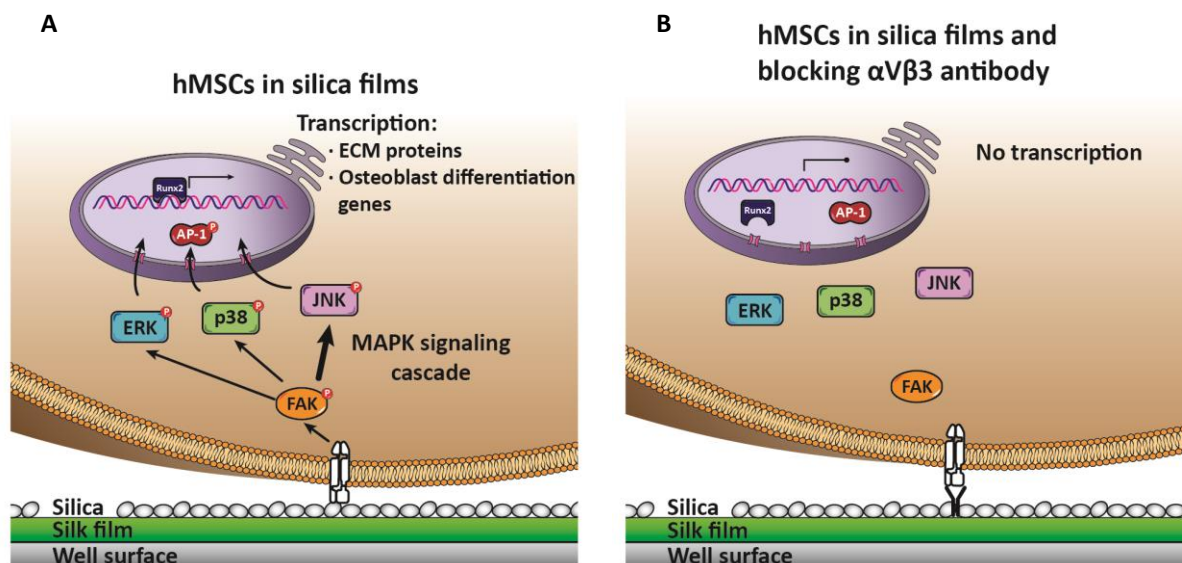 A
hMSCs in silica films
Transcription:
· ECM proteins
· Osteoblast differentiation
genes
Runx2
AP-1
P
ERK
P
p38
P
JNK
P
MAPK signaling
cascade
FAK
P
Silica
Silk film
Well surface
B
hMSCs in silica films and
blocking αVβ3 antibody
No transcription
Runx2
AP-1
ERK
p38
JNK
FAK
Silica
Silk film
Well surface